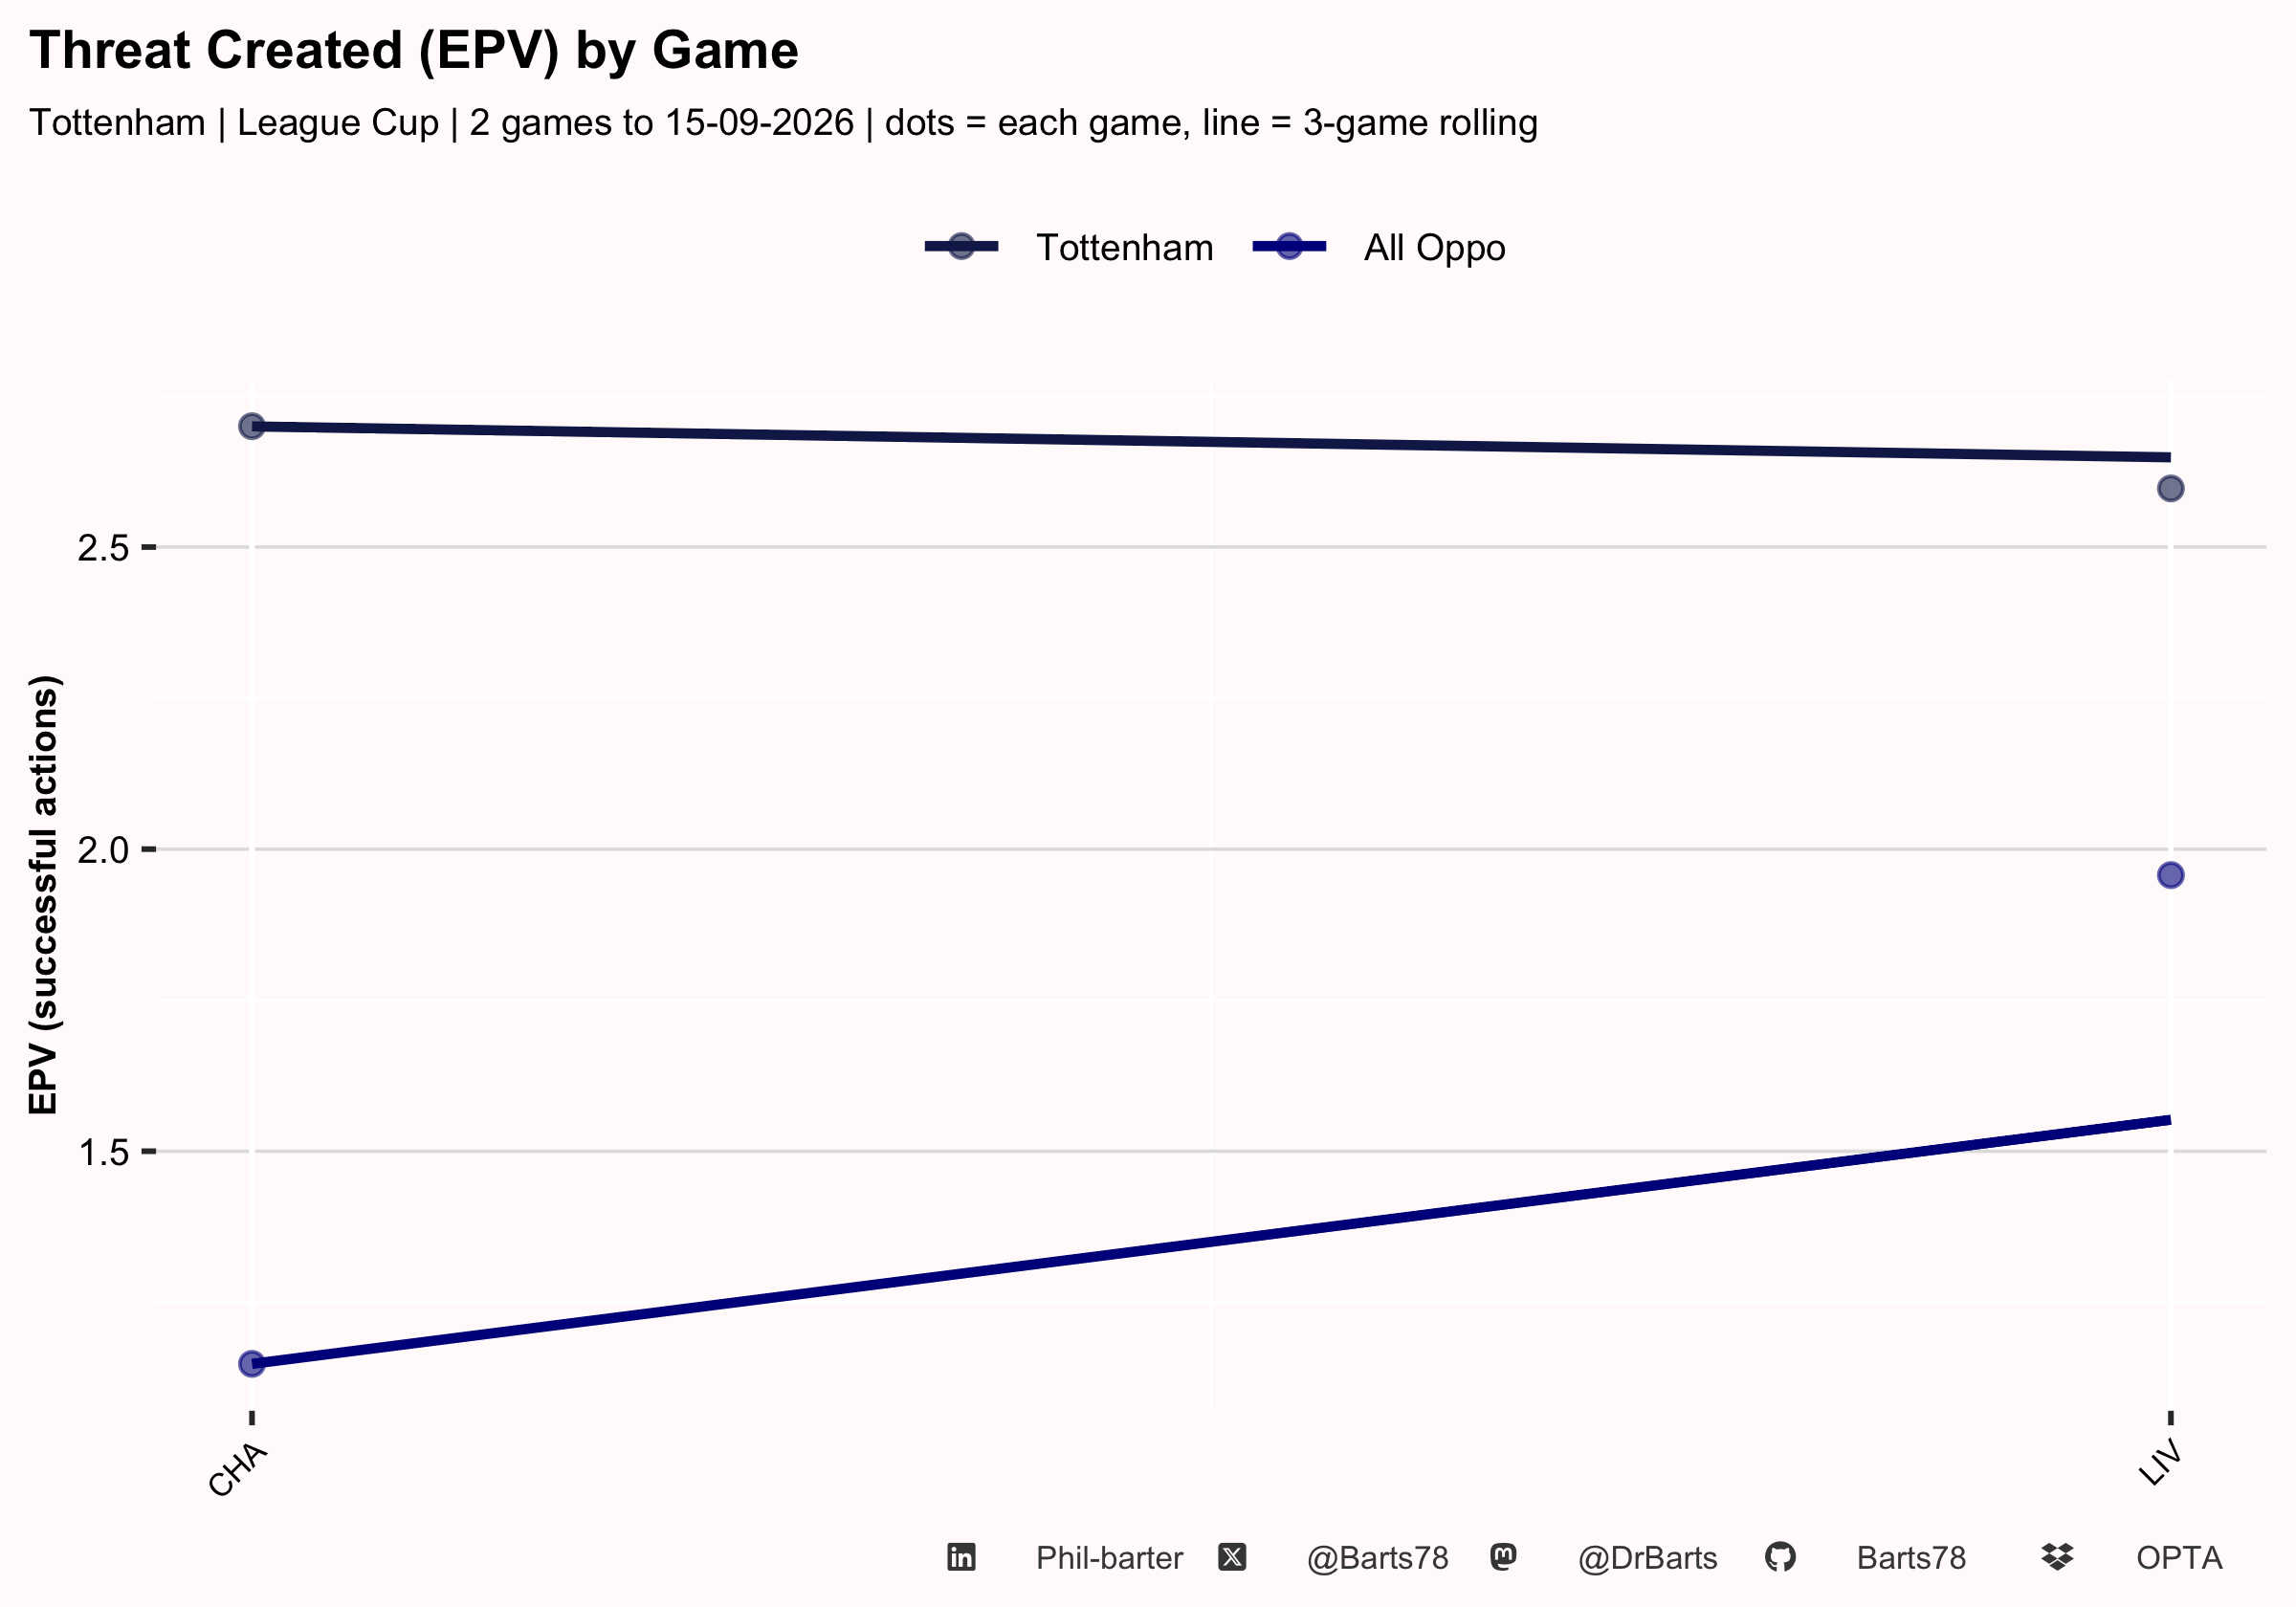 Threat Created (EPV) by Game
Tottenham | League Cup | 2 games to 15-09-2026 | dots = each game, line = 3-game rolling
Tottenham All Oppo
EPV (successful actions)
2.5
2.0
1.5
CHA LIV
Phil-barter @Barts78 @DrBarts Barts78 OPTA